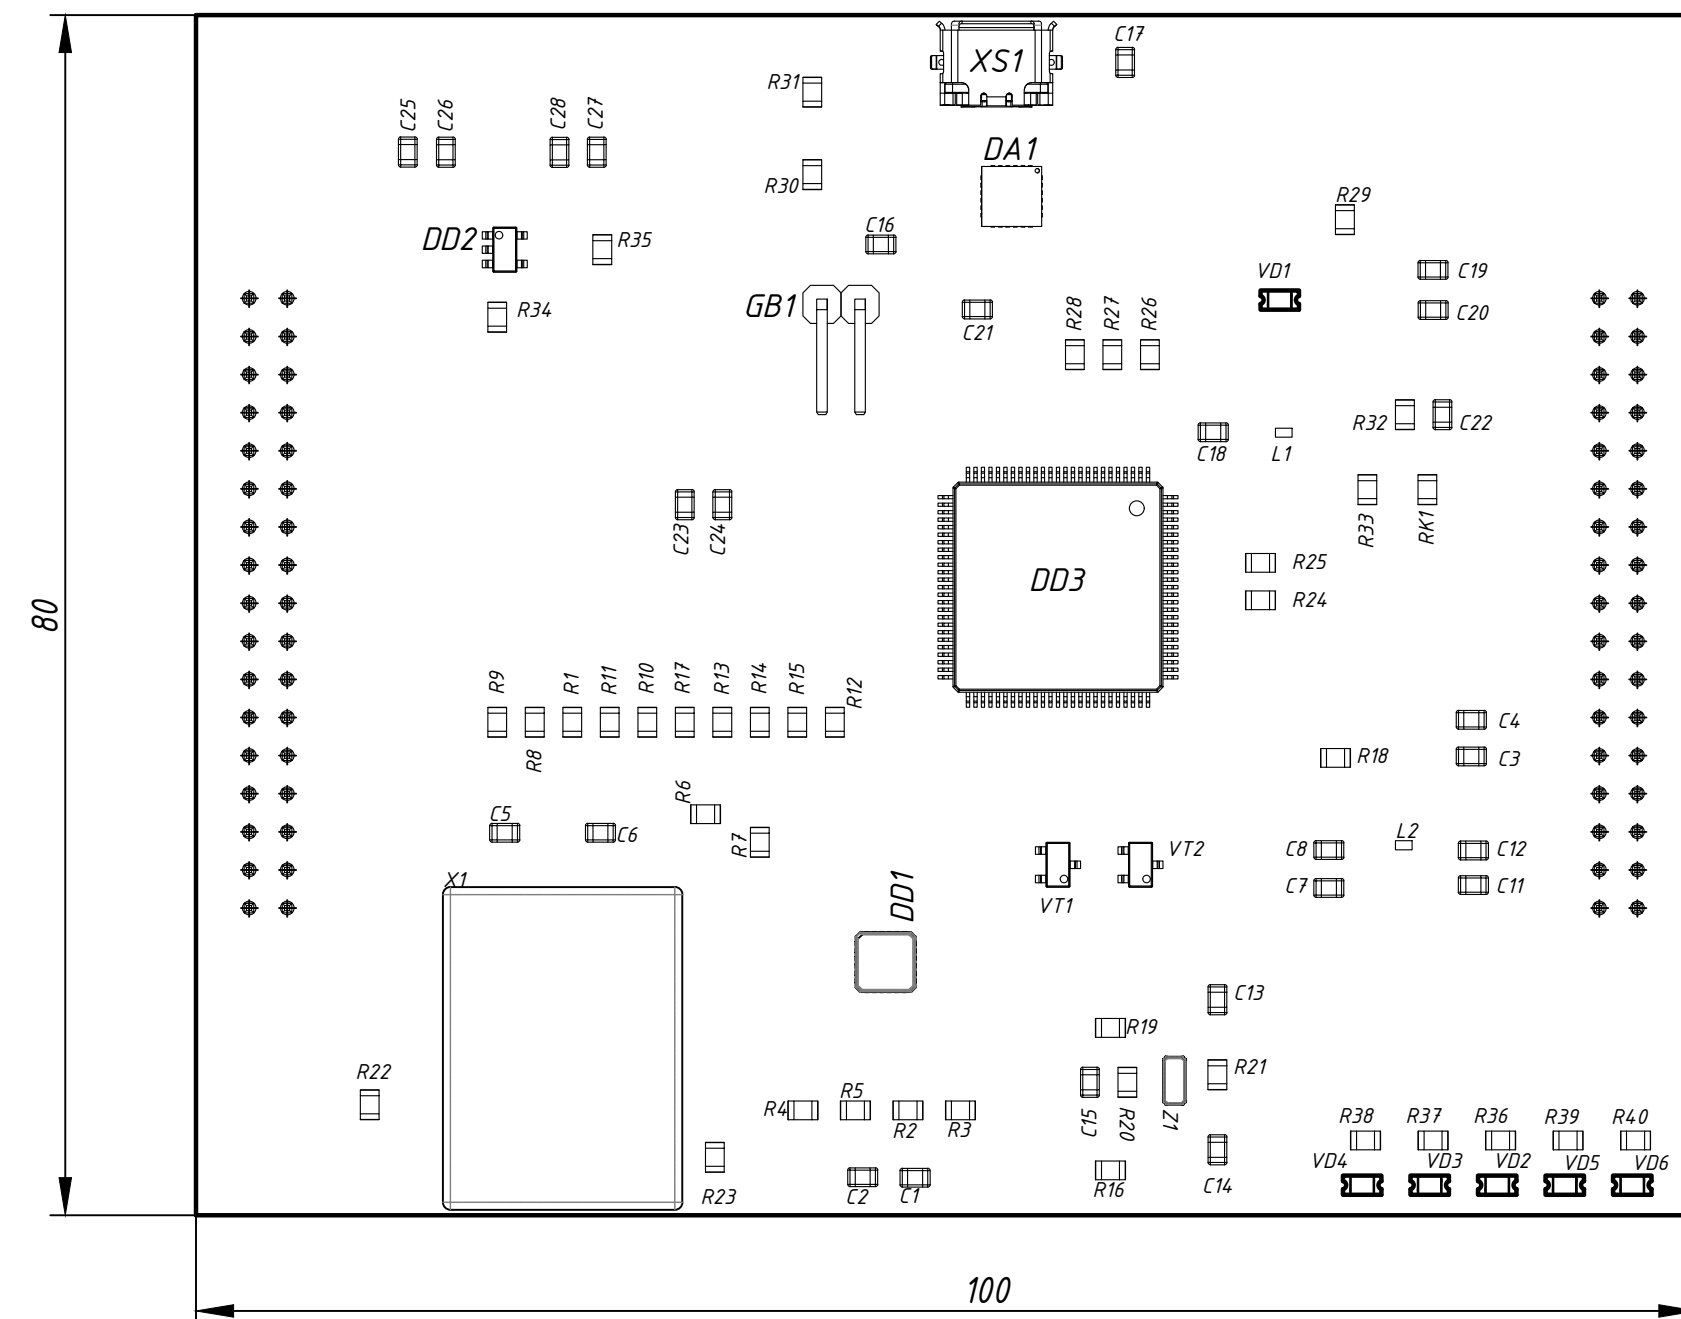 C17
XS1
R31
C25
C26
C28
C27
DA1
R30
R29
C16
DD2
R35
VD1
C19
GB1
R34
C21
R28
R27
R26
C20
R32
C22
C18
L1
C23
C24
R33
RK1
R25
DD3
R24
80
R9
R1
R11
R10
R17
R13
R14
R15
R12
C4
R8
R18
C3
R6
C5
C6
R7
L2
VT2
C8
C12
X1
C7
C11
DD1
VT1
C13
R19
R22
R21
R4
R5
R2
R3
C15
R20
Z1
R38
R37
R36
R39
R40
VD4
VD3
VD2
VD5
VD6
R23
C2
C1
R16
C14
100